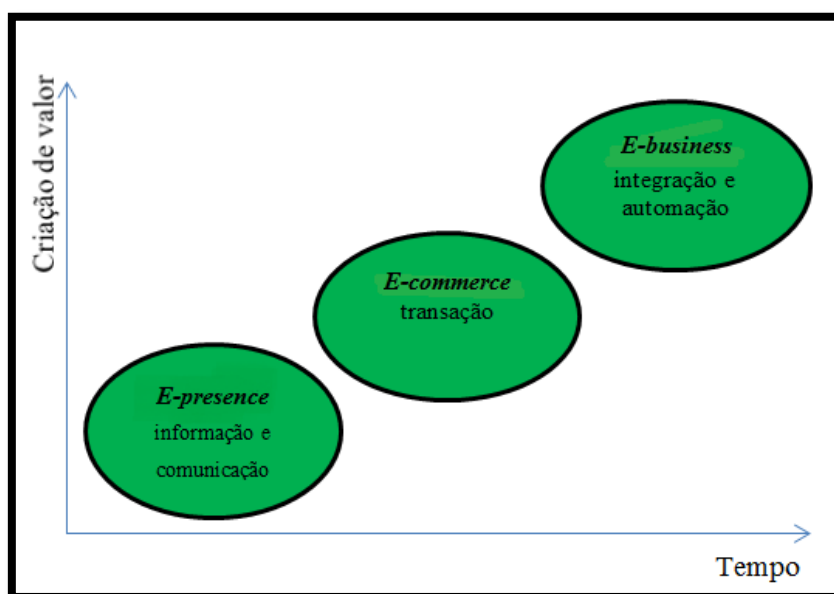 Criação de valor
E-business
integração e
automação
E-commerce
transação
E-presence
informação e
comunicação
Tempo